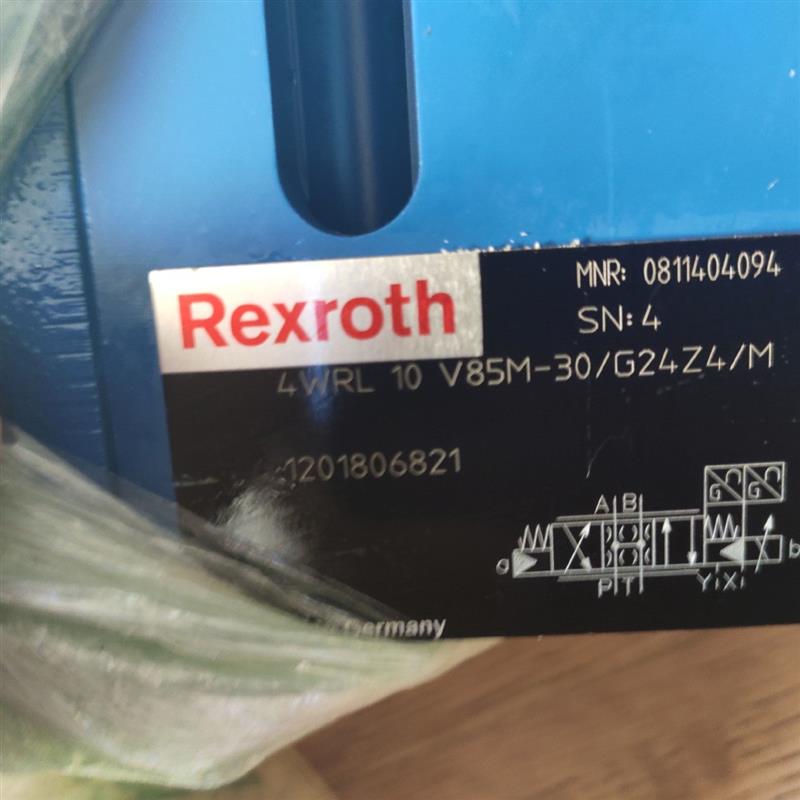 Rexroth
MNR: 0811404094
SN: 4
4WRL 10 V85M-30/G24Z4/M
1201806821
A B
a
b
P T
Y X
Germany